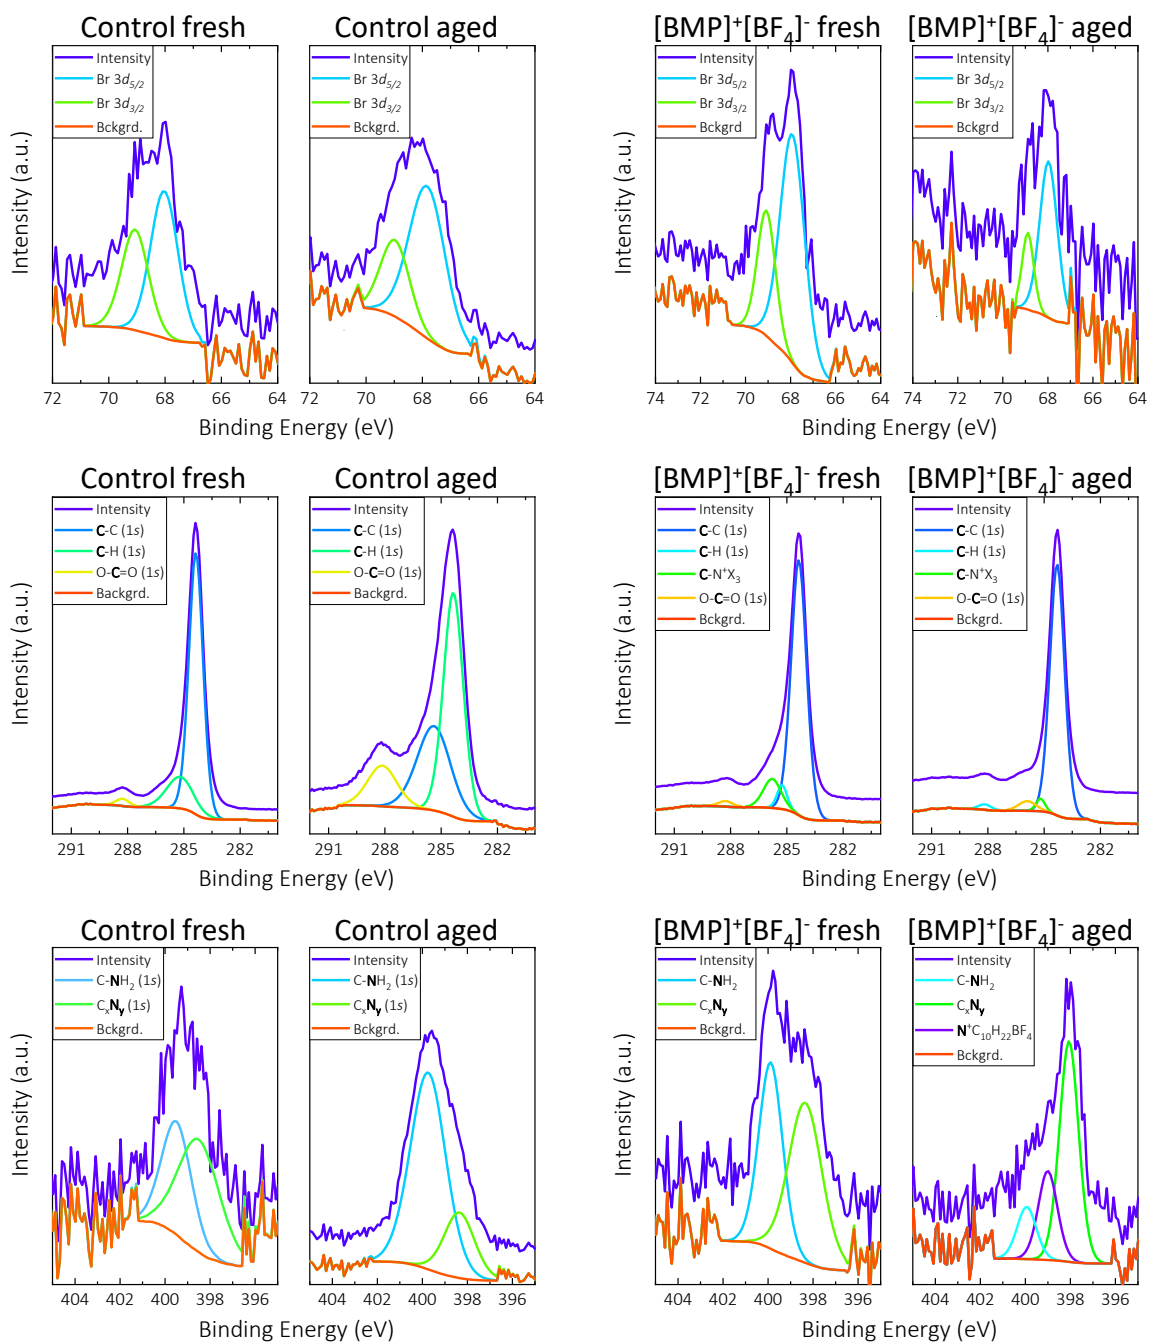 Control fresh
Control aged
[BMP]⁺[BF₄]⁻ fresh
[BMP]⁺[BF₄]⁻ aged
Intensity
Br 3d₅/₂
Br 3d₃/₂
Bckgrd.
Intensity
Br 3d₅/₂
Br 3d₃/₂
Bckgrd.
Intensity
Br 3d₅/₂
Br 3d₃/₂
Bckgrd.
Intensity
Br 3d₅/₂
Br 3d₃/₂
Bckgrd
Intensity (a.u.)
Intensity (a.u.)
72 70 68 66 64
72 70 68 66 64
74 72 70 68 66 64
74 72 70 68 66 64
Binding Energy (eV)
Binding Energy (eV)
Control fresh
Control aged
[BMP]⁺[BF₄]⁻ fresh
[BMP]⁺[BF₄]⁻ aged
Intensity
C-C (1s)
C-H (1s)
O-C=O (1s)
Backgrd.
Intensity
C-C (1s)
C-H (1s)
O-C=O (1s)
Backgrd.
Intensity
C-C (1s)
C-H (1s)
C-N⁺X₃
O-C=O (1s)
Bckgrd.
Intensity
C-C (1s)
C-H (1s)
C-N⁺X₃
O-C=O (1s)
Bckgrd.
Intensity (a.u.)
Intensity (a.u.)
291 288 285 282
291 288 285 282
291 288 285 282
291 288 285 282
Binding Energy (eV)
Binding Energy (eV)
Control fresh
Control aged
[BMP]⁺[BF₄]⁻ fresh
[BMP]⁺[BF₄]⁻ aged
Intensity
C-NH₂ (1s)
CₓNᵧ (1s)
Bckgrd.
Intensity
C-NH₂ (1s)
CₓNᵧ (1s)
Bckgrd.
Intensity
C-NH₂
CₓNᵧ
Bckgrd.
Intensity
C-NH₂
CₓNᵧ
N⁺C₁₀H₂₂BF₄
Bckgrd.
Intensity (a.u.)
Intensity (a.u.)
404 402 400 398 396
404 402 400 398 396
404 402 400 398 396
404 402 400 398 396
Binding Energy (eV)
Binding Energy (eV)